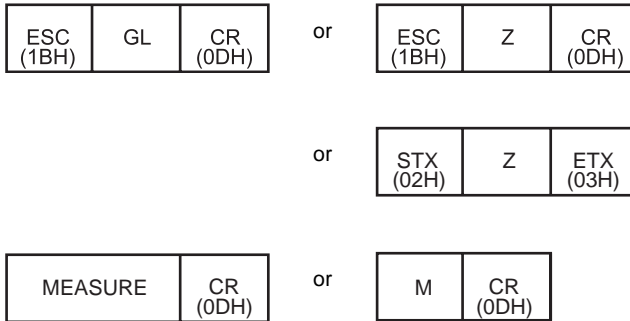 ESC GL CR or ESC Z CR
(1BH) (0DH) (1BH) (0DH)
or STX Z ETX
(02H) (03H)
MEASURE CR or M CR
(0DH) (0DH)